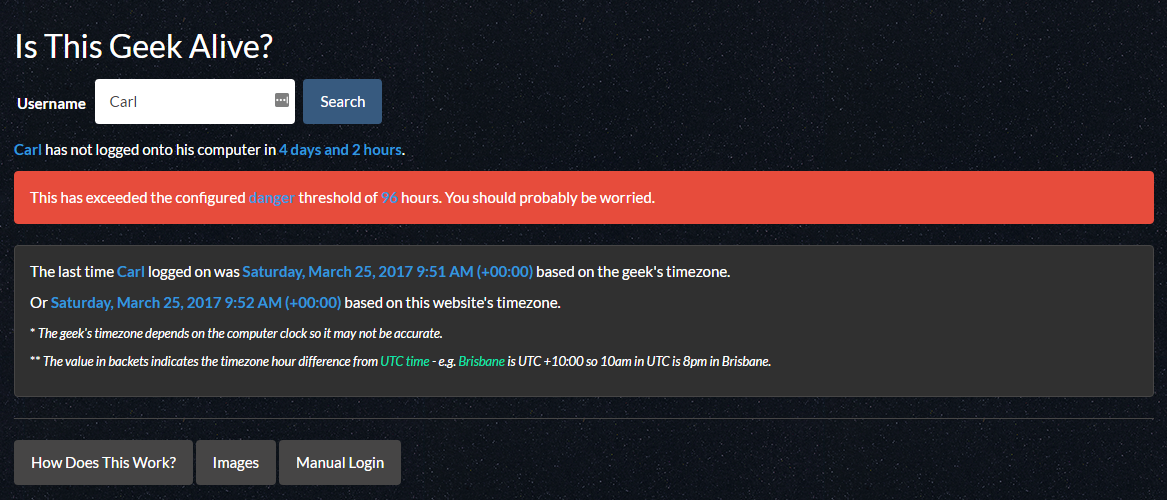 Is This Geek Alive?
Username Carl Search
Carl has not logged onto his computer in 4 days and 2 hours.
This has exceeded the configured danger threshold of 96 hours. You should probably be worried.
The last time Carl logged on was Saturday, March 25, 2017 9:51 AM (+00:00) based on the geek's timezone.
Or Saturday, March 25, 2017 9:52 AM (+00:00) based on this website's timezone.
* The geek's timezone depends on the computer clock so it may not be accurate.
** The value in backets indicates the timezone hour difference from UTC time - e.g. Brisbane is UTC +10:00 so 10am in UTC is 8pm in Brisbane.
How Does This Work? Images Manual Login